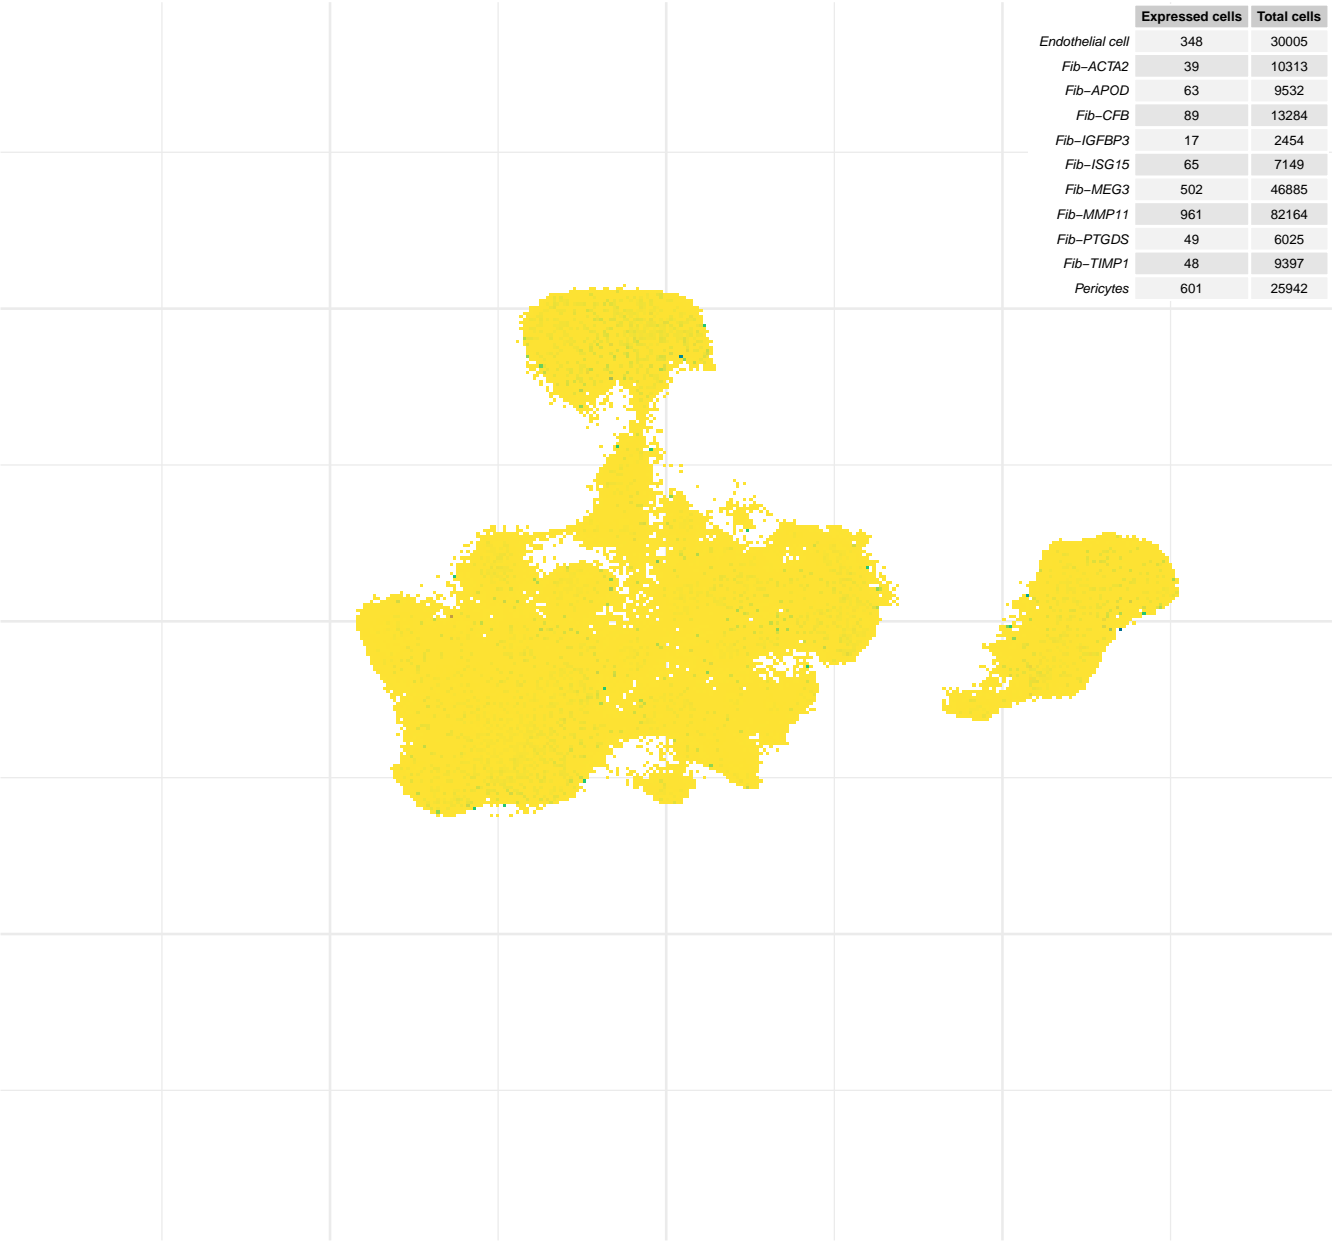 Expressed cells Total cells
Endothelial cell 348 30005
Fib−ACTA2 39 10313
Fib−APOD 63 9532
Fib−CFB 89 13284
Fib−IGFBP3 17 2454
Fib−ISG15 65 7149
Fib−MEG3 502 46885
Fib−MMP11 961 82164
Fib−PTGDS 49 6025
Fib−TIMP1 48 9397
Pericytes 601 25942